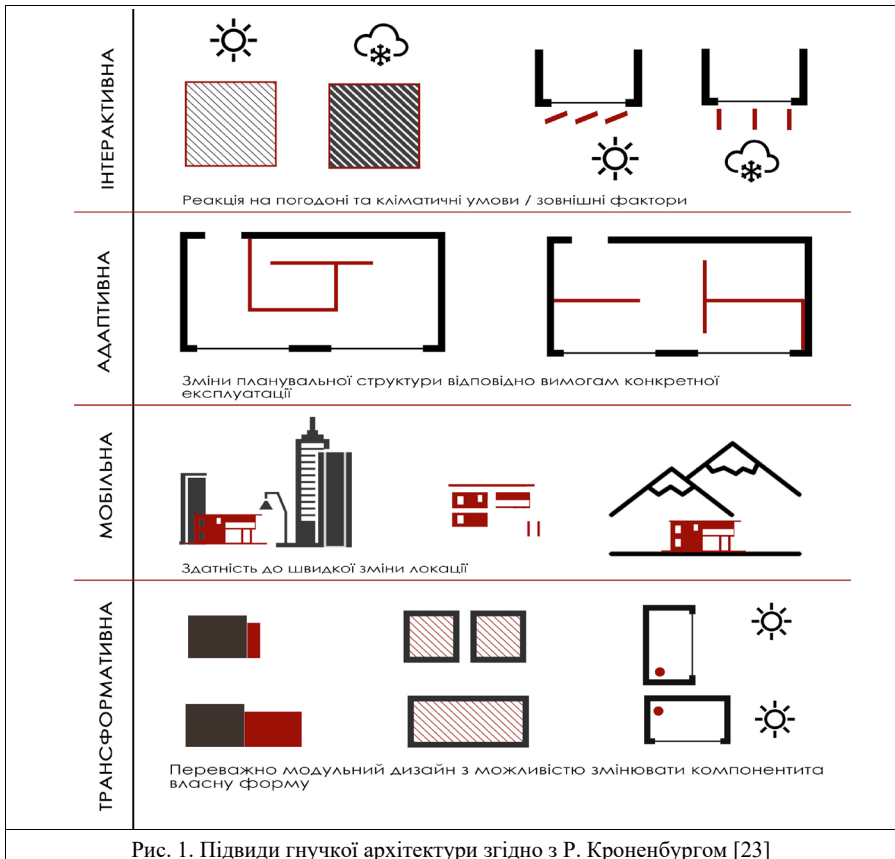 ІНТЕРАКТИВНА
Реакція на погодоні та кліматичні умови / зовнішні фактори
АДАПТИВНА
Зміни планувальної структури відповідно вимогам конкретної
експлуатації
МОБІЛЬНА
Здатність до швидкої зміни локації
ТРАНСФОРМАТИВНА
Переважно модульний дизайн з можливістю змінювати компонентита
власну форму
Рис. 1. Підвиди гнучкої архітектури згідно з Р. Кроненбургом [23]